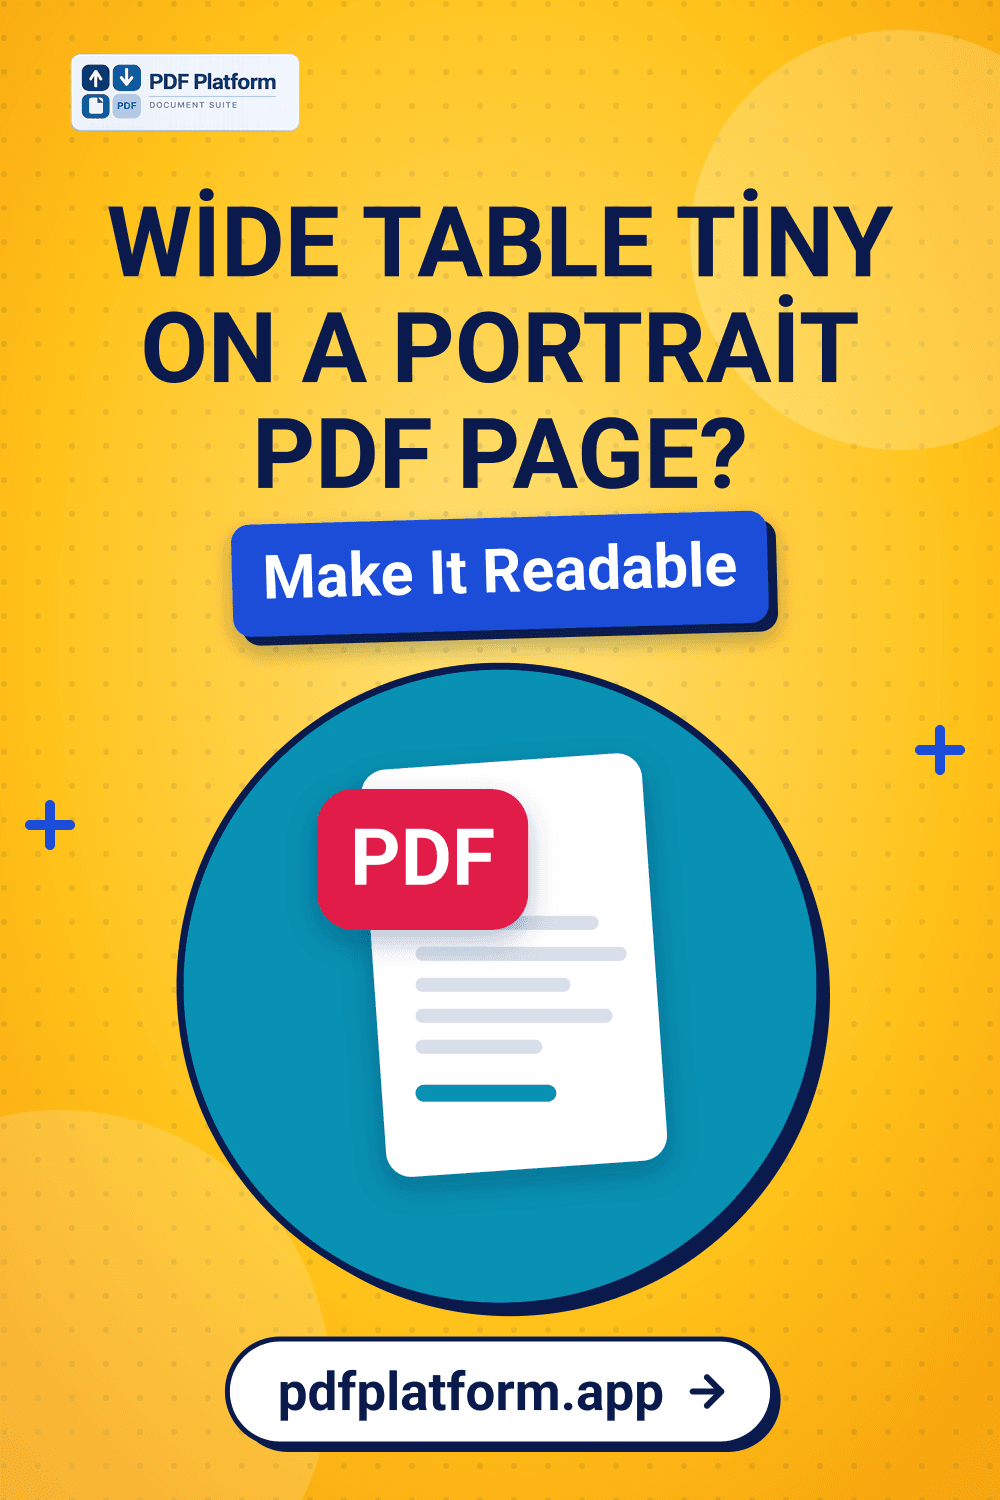 PDF Platform
DOCUMENT SUITE
PDF
WİDE TABLE TİNY
ON A PORTRAİT
PDF PAGE?
Make It Readable
PDF
pdfplatform.app →